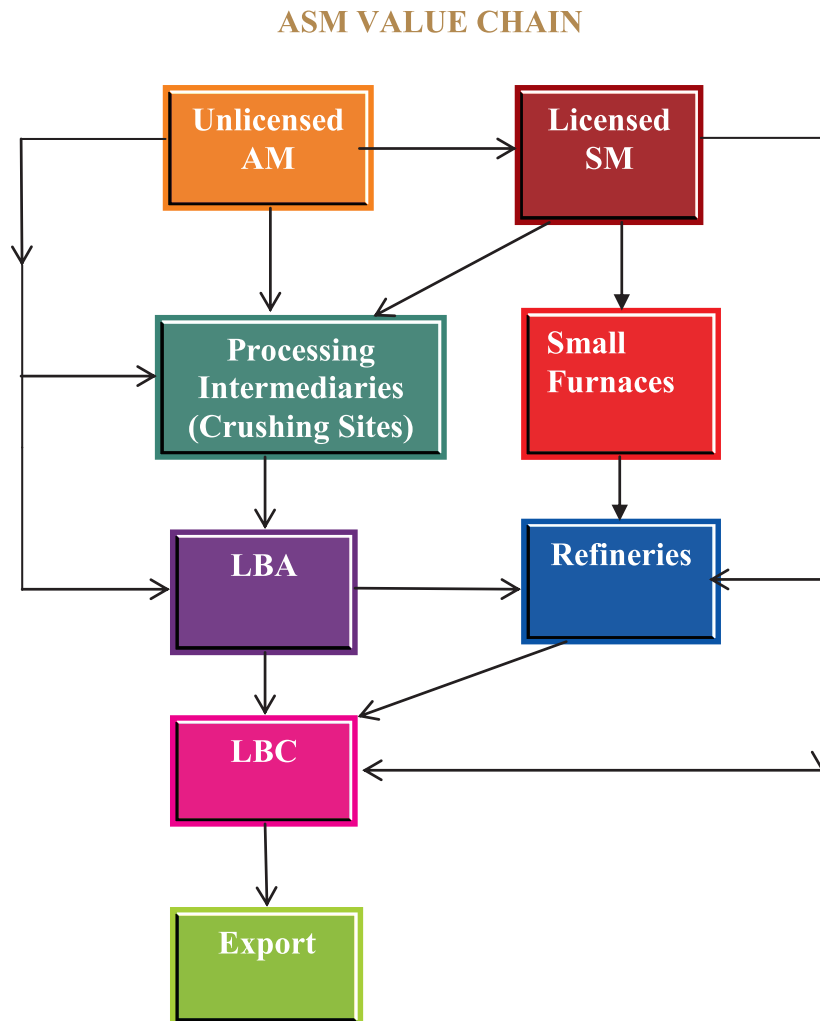 ASM VALUE CHAIN
Unlicensed
AM
Licensed
SM
Processing
Intermediaries
(Crushing Sites)
Small
Furnaces
LBA
Refineries
LBC
Export